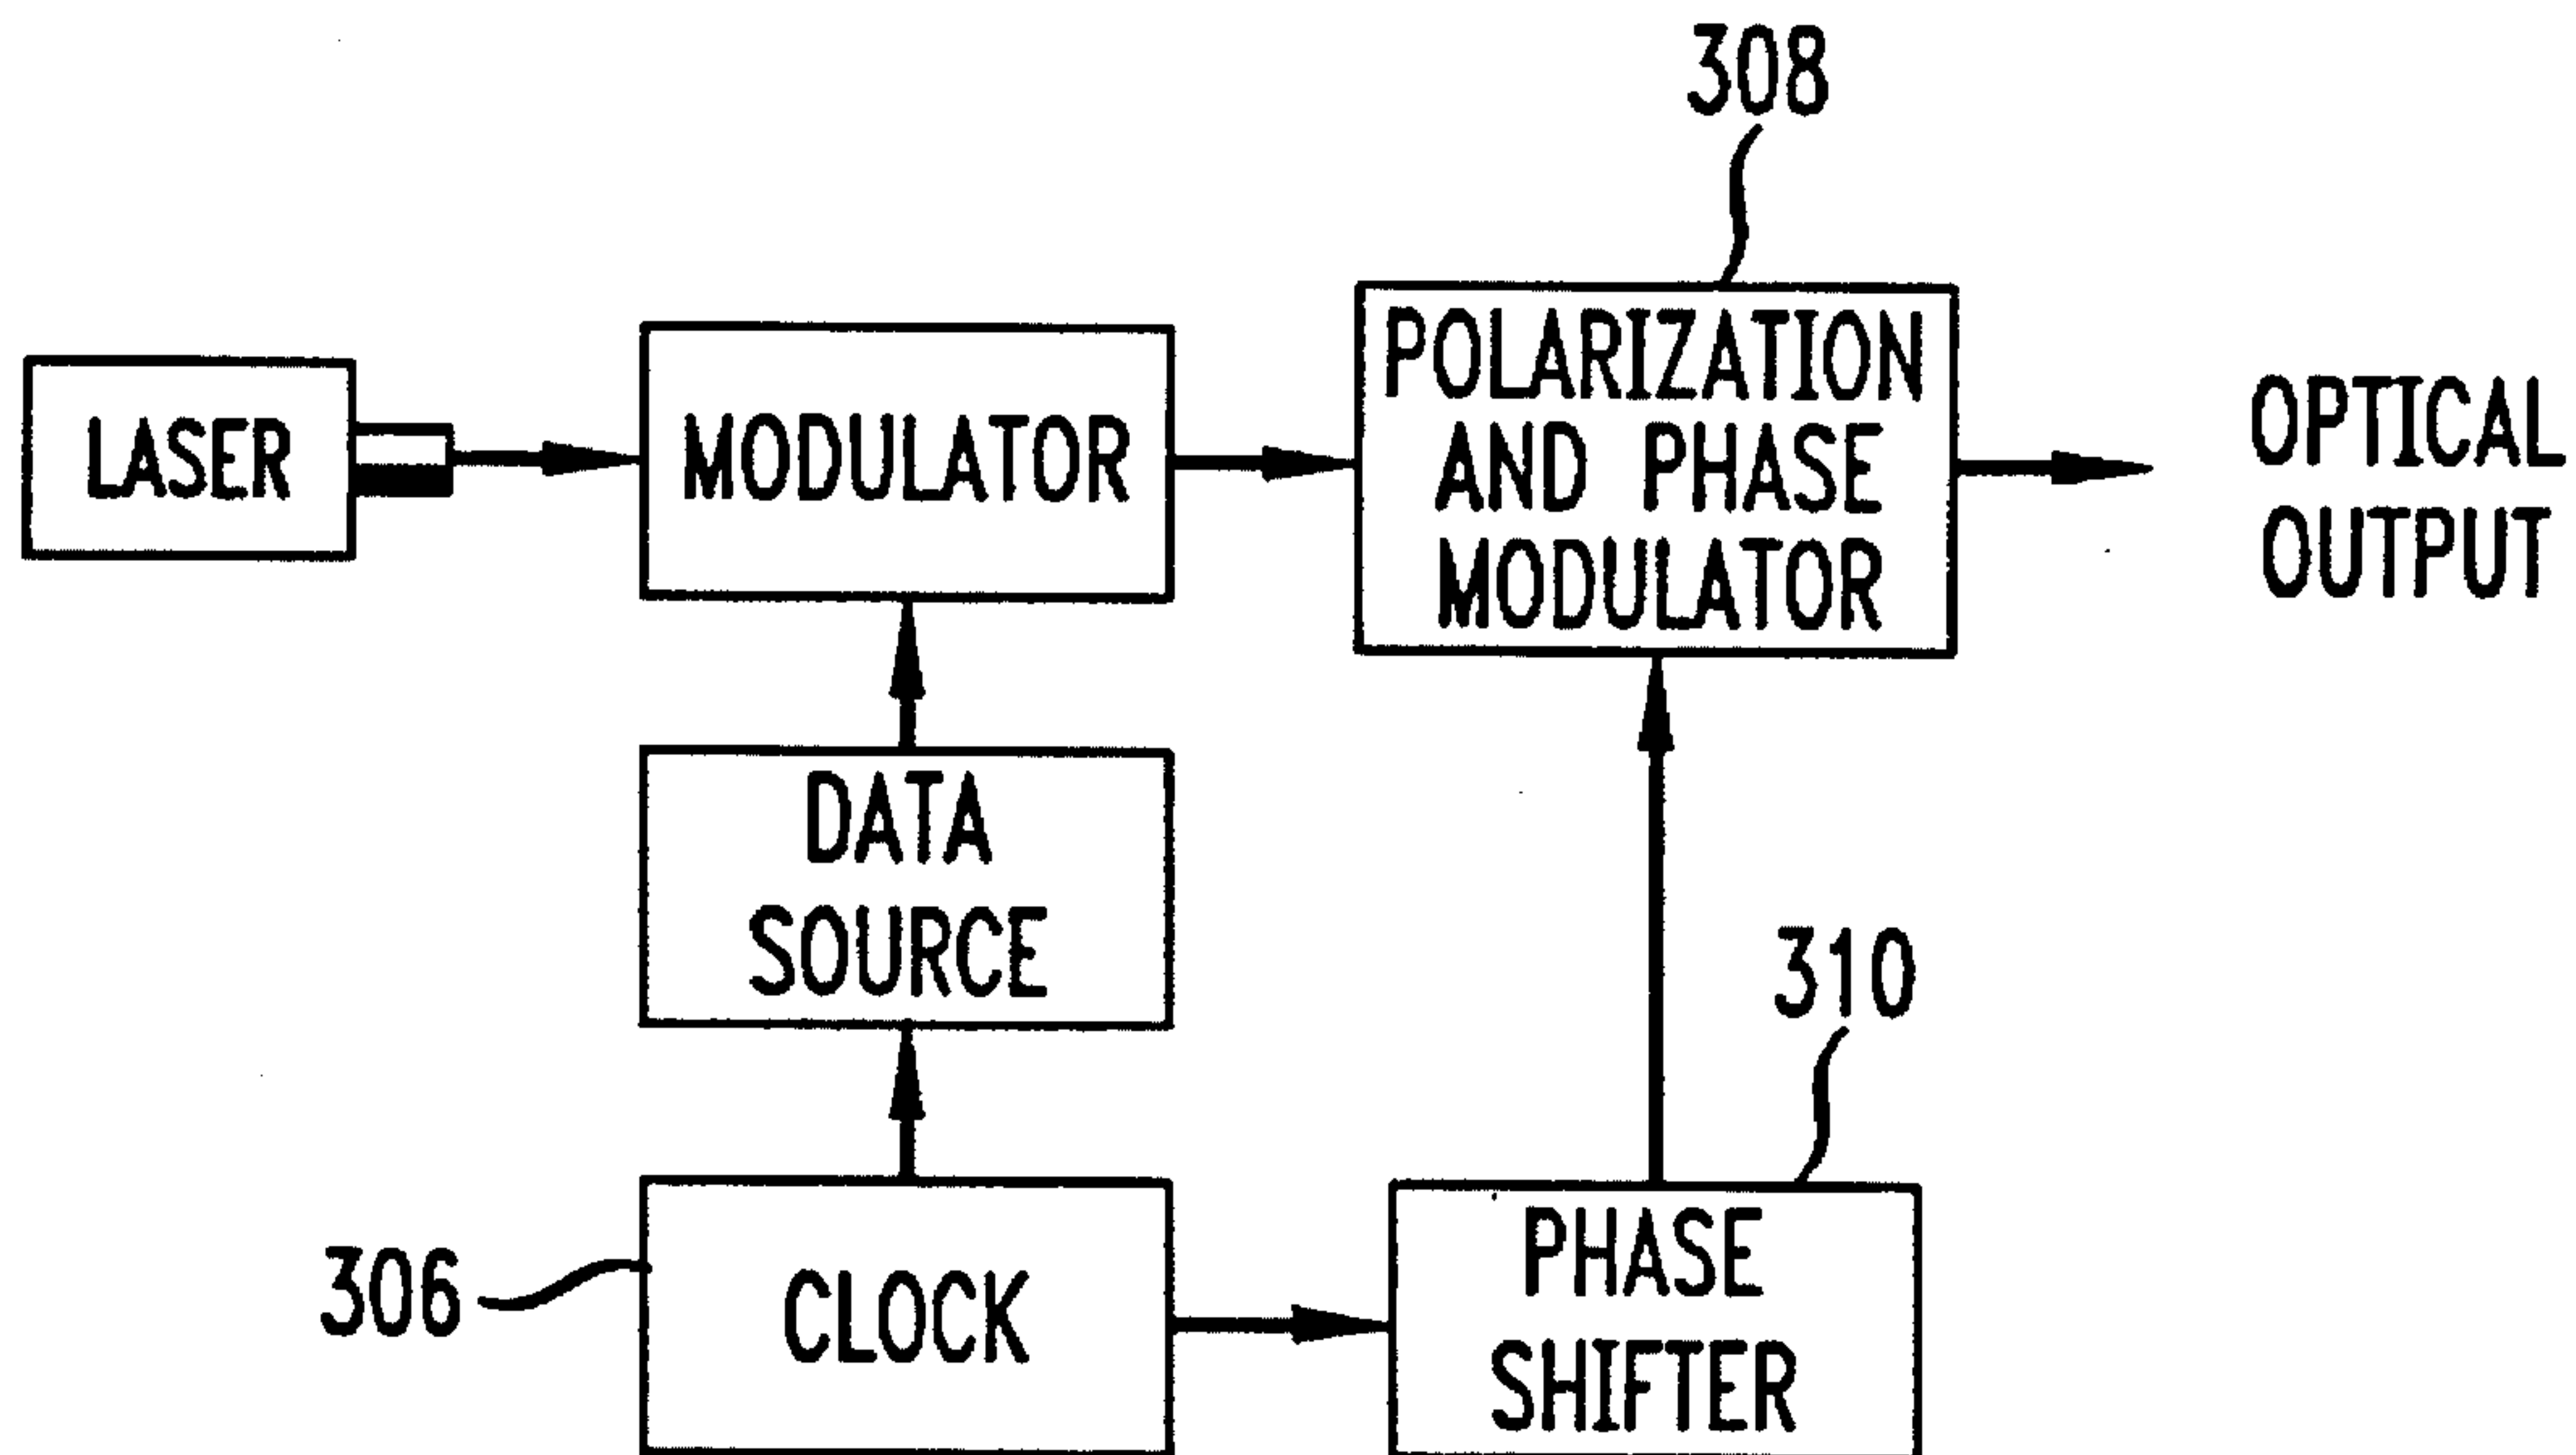 308
LASER
MODULATOR
POLARIZATION
AND PHASE
MODULATOR
OPTICAL
OUTPUT
DATA
SOURCE
310
306
CLOCK
PHASE
SHIFTER